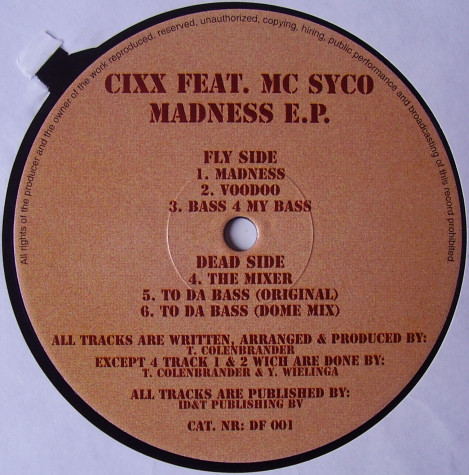 All rights of the producer and the owner of the work reproduced, reserved, unauthorized, copying, hiring, public performance and broadcasting of this record prohibited.
CIXX FEAT. MC SYCO
MADNESS E.P.
FLY SIDE
1. MADNESS
2. VOODOO
3. BASS 4 MY BASS
DEAD SIDE
4. THE MIXER
5. TO DA BASS (ORIGINAL)
6. TO DA BASS (DOME MIX)
ALL TRACKS ARE WRITTEN, ARRANGED & PRODUCED BY:
T. COLENBRANDER
EXCEPT 4 TRACK 1 & 2 WICH ARE DONE BY:
T. COLENBRANDER & Y. WIELINGA
ALL TRACKS ARE PUBLISHED BY:
ID&T PUBLISHING BV
CAT. NR: DF 001